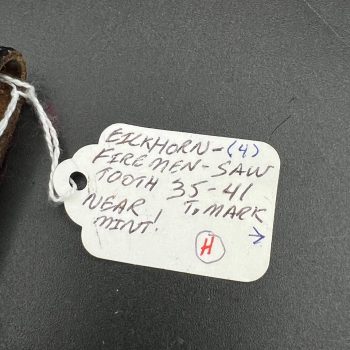 EICKHORN-(4)
FIREMEN-SAW
TOOTH 35-41
NEAR T. MARK
MINT! →
H